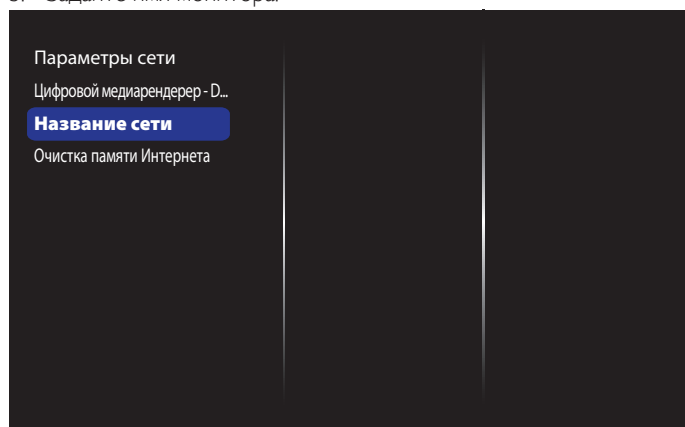 Параметры сети
Цифровой медиарендерер - D...
Название сети
Очистка памяти Интернета